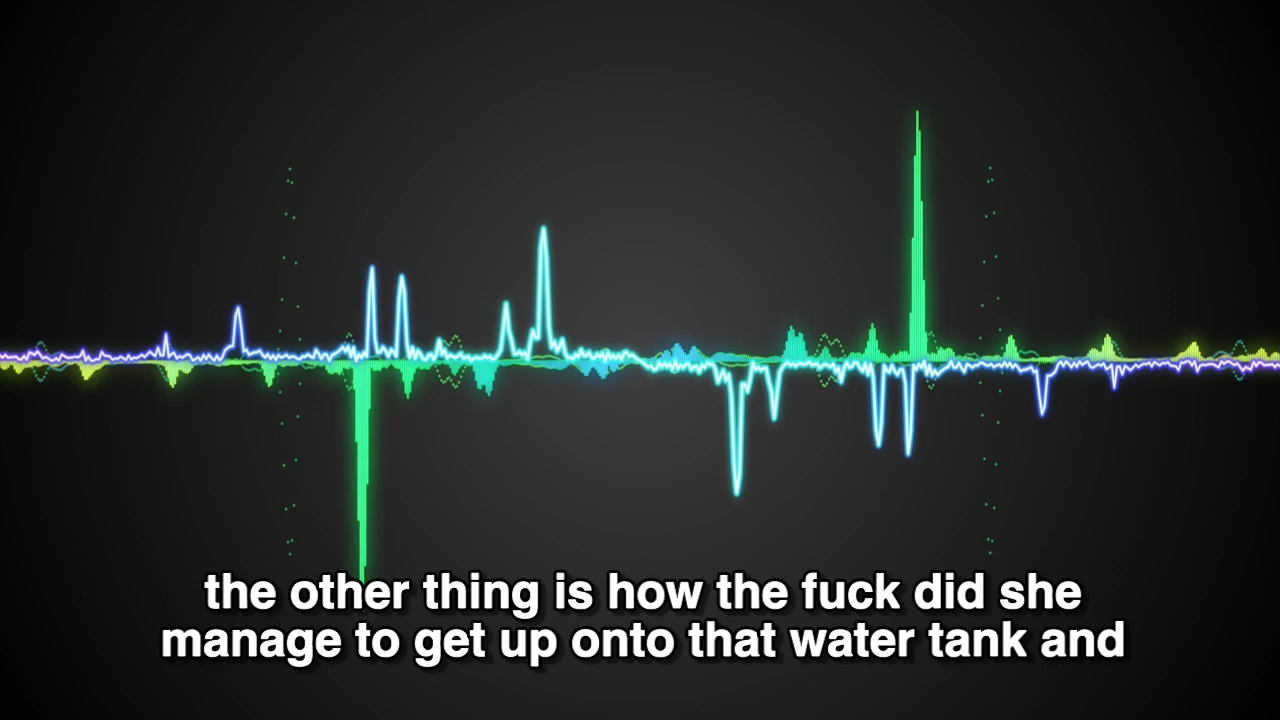 the other thing is how the fuck did she
manage to get up onto that water tank and